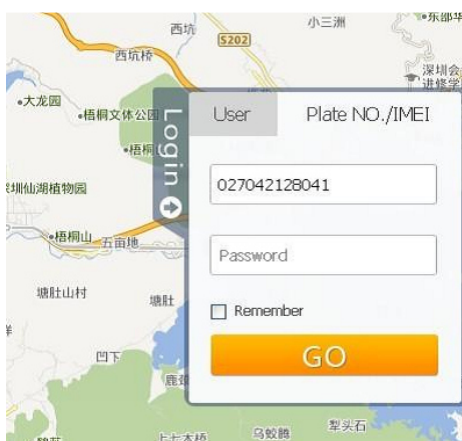 西坑
小三洲
S202
西坑桥
深圳会
进修学
大龙园
梧桐文体公园
圳仙湖植物园
梧桐山
五亩地
塘肚山村
塘肚
凹下
乌蛟腾
犁头石
Login
User
Plate NO./IMEI
027042128041
Password
Remember
GO